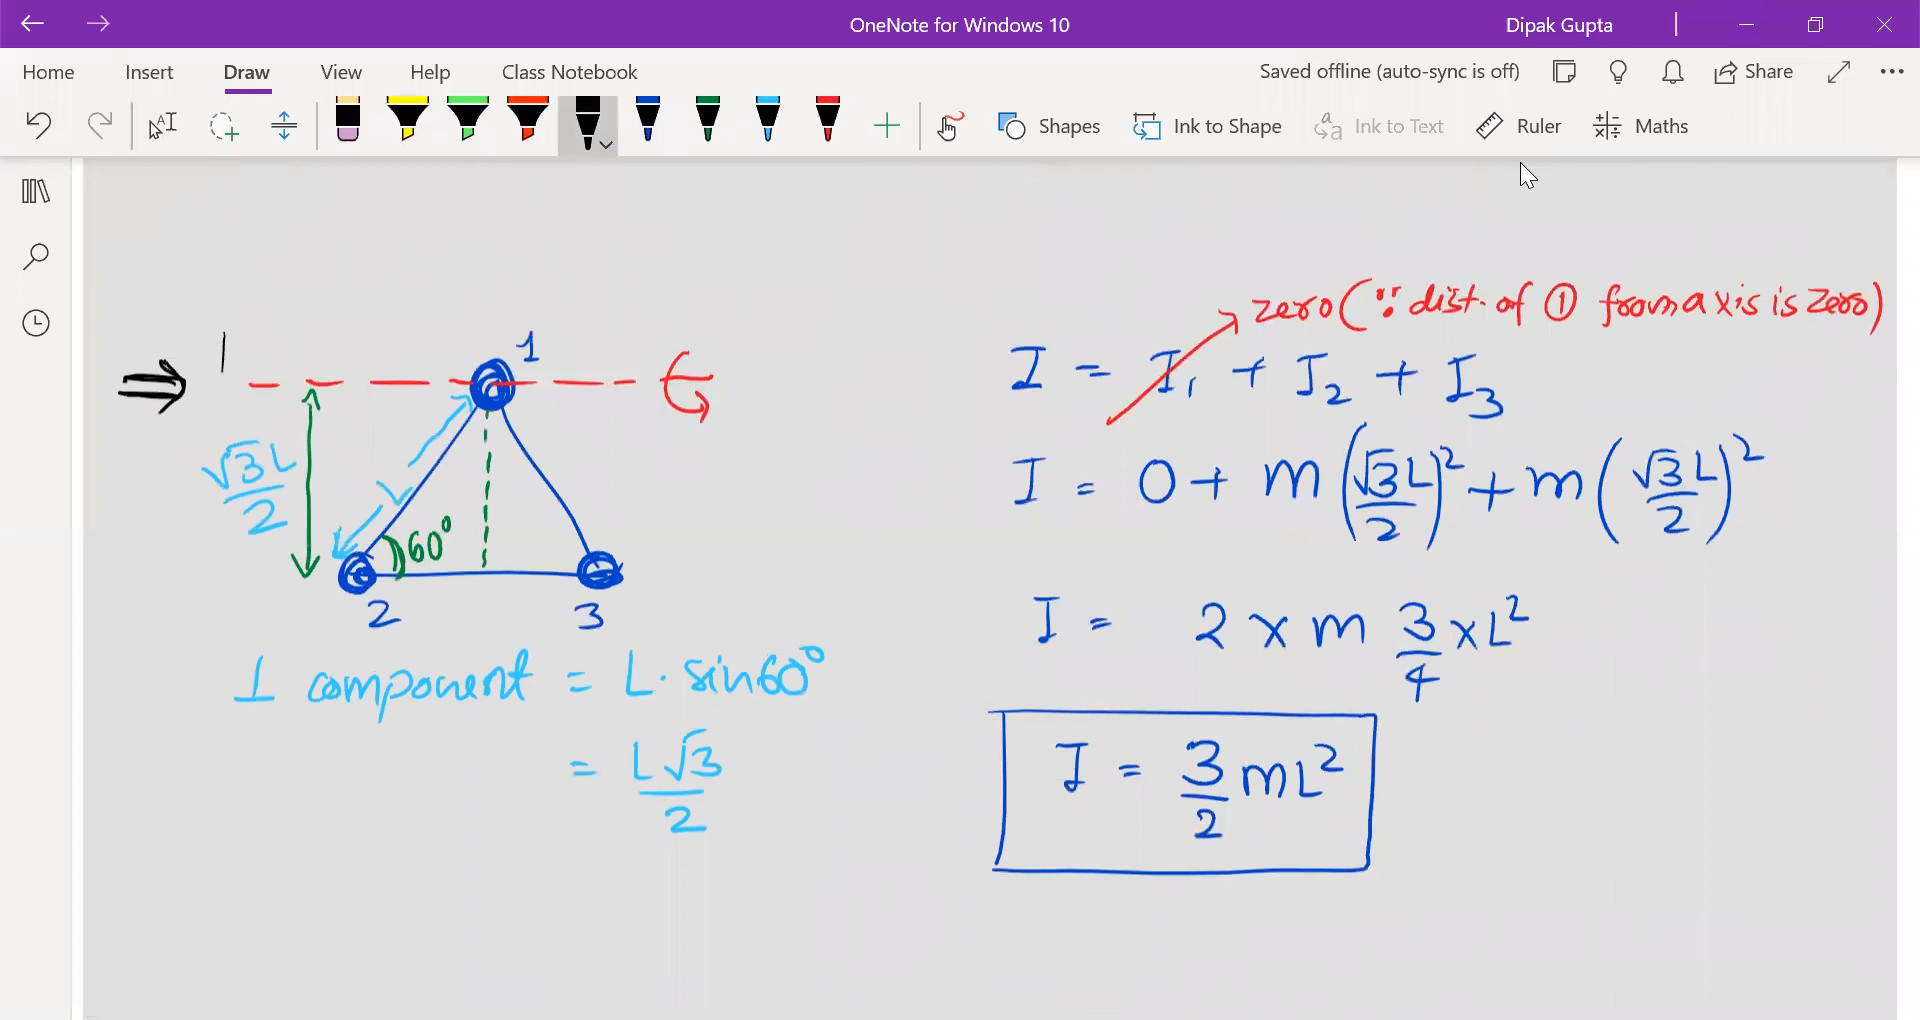 OneNote for Windows 10
Dipak Gupta
Home Insert Draw View Help Class Notebook
Saved offline (auto-sync is off) Share
Shapes Ink to Shape Ink to Text Ruler Maths
zero (∵ dist. of ① from axis is zero)
1
I = I₁ + I₂ + I₃
√3L/2
L
60°
I = 0 + m(√3L/2)² + m(√3L/2)²
2 3
I = 2 × m 3/4 × L²
⊥ component = L. sin60°
= L√3/2
I = 3/2 mL²